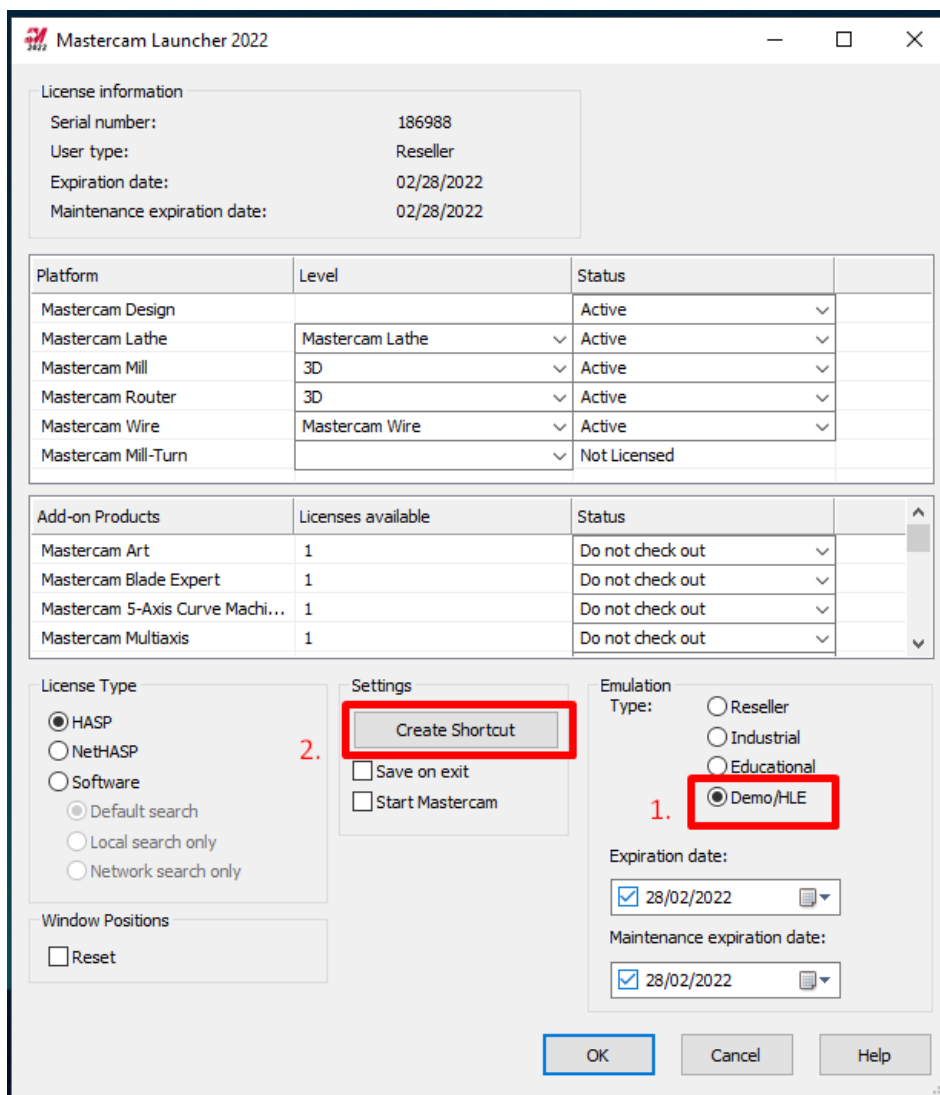 Mastercam Launcher 2022
License information
Serial number: 186988
User type: Reseller
Expiration date: 02/28/2022
Maintenance expiration date: 02/28/2022
Platform Level Status
Mastercam Design Active
Mastercam Lathe Mastercam Lathe Active
Mastercam Mill 3D Active
Mastercam Router 3D Active
Mastercam Wire Mastercam Wire Active
Mastercam Mill-Turn Not Licensed
Add-on Products Licenses available Status
Mastercam Art 1 Do not check out
Mastercam Blade Expert 1 Do not check out
Mastercam 5-Axis Curve Machi... 1 Do not check out
Mastercam Multiaxis 1 Do not check out
License Type
HASP
NetHASP
Software
Default search
Local search only
Network search only
Window Positions
Reset
Settings
2. Create Shortcut
Save on exit
Start Mastercam
Emulation
Type: Reseller
Industrial
Educational
1. Demo/HLE
Expiration date:
28/02/2022
Maintenance expiration date:
28/02/2022
OK Cancel Help